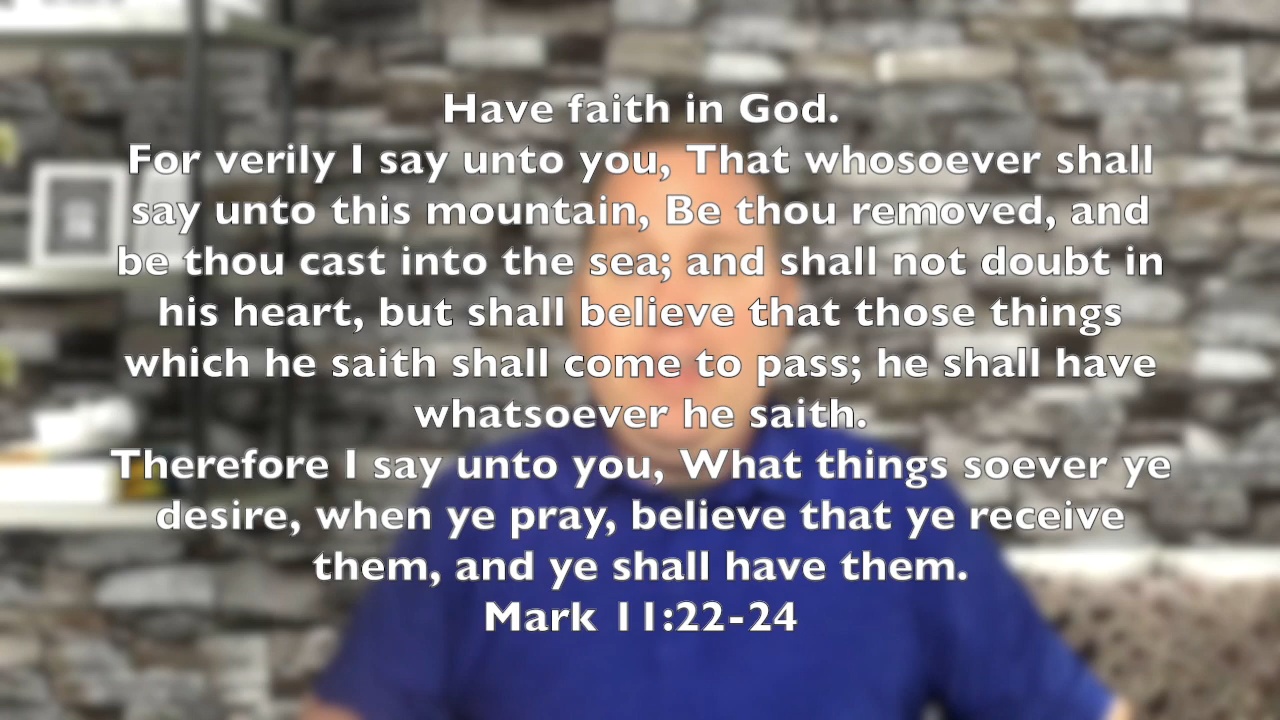 Have faith in God.
For verily I say unto you, That whosoever shall
say unto this mountain, Be thou removed, and
be thou cast into the sea; and shall not doubt in
his heart, but shall believe that those things
which he saith shall come to pass; he shall have
whatsoever he saith.
Therefore I say unto you, What things soever ye
desire, when ye pray, believe that ye receive
them, and ye shall have them.
Mark 11:22-24